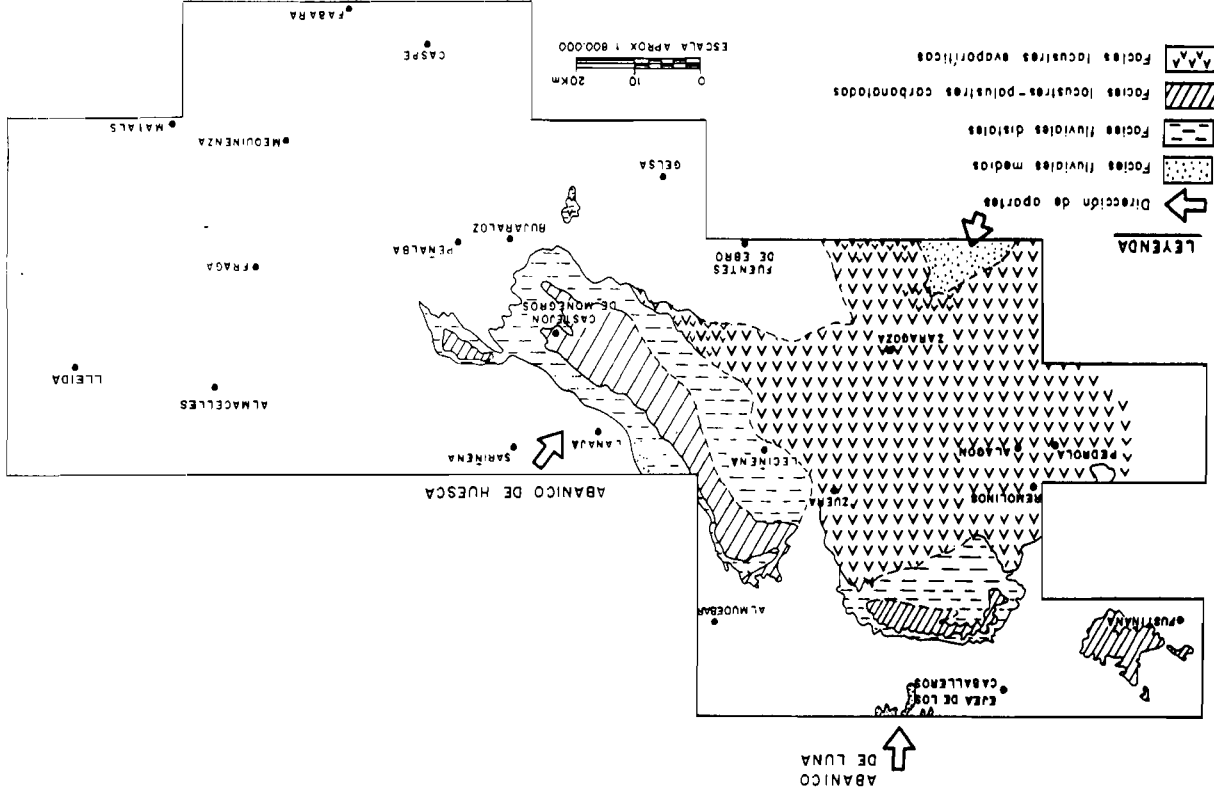 ABANICO
DE LUNA
EJEA DE LOS
CABALLEROS
FUSTIÑANA
ALMUDEBAR
ABANICO DE HUESCA
REMOLINOS
ZUERA
PEDROLA
ALAGON
LECIÑENA
LANAJA
SARIÑENA
ALMACELLES
LLEIDA
ZARAGOZA
CASTEJON
DE MONEGROS
FRAGA
FUENTES
DE EBRO
BUJARALOZ
PEÑALBA
GELSA
MEQUINENZA
MAIALS
CASPE
FABARA
LEYENDA
Dirección de aportes
Facies fluviales medias
Facies fluviales distales
Facies lacustres-palustres carbonatadas
Facies lacustres evaporíticas
0 10 20Km
ESCALA APROX 1:800.000